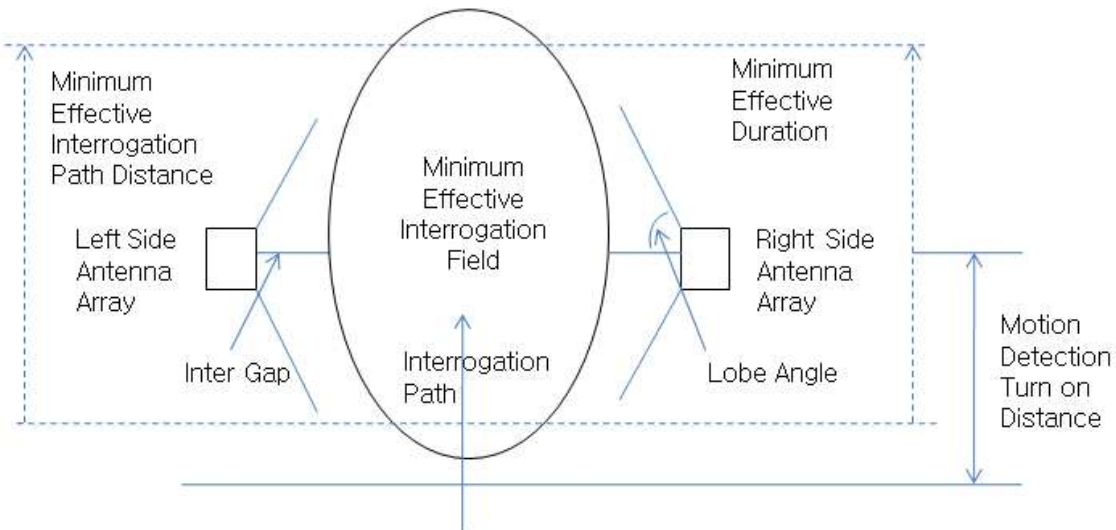 Minimum
Effective
Interrogation
Path Distance
Minimum
Effective
Duration
Minimum
Effective
Interrogation
Field
Left Side
Antenna
Array
Right Side
Antenna
Array
Inter Gap
Interrogation
Path
Lobe Angle
Motion
Detection
Turn on
Distance